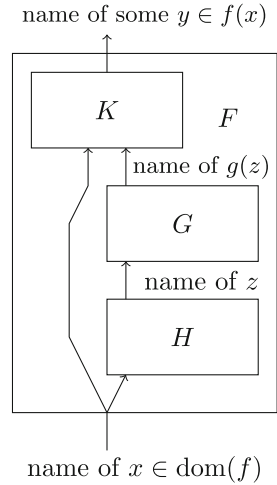 name of some y ∈ f(x)
K
F
name of g(z)
G
name of z
H
name of x ∈ dom(f)